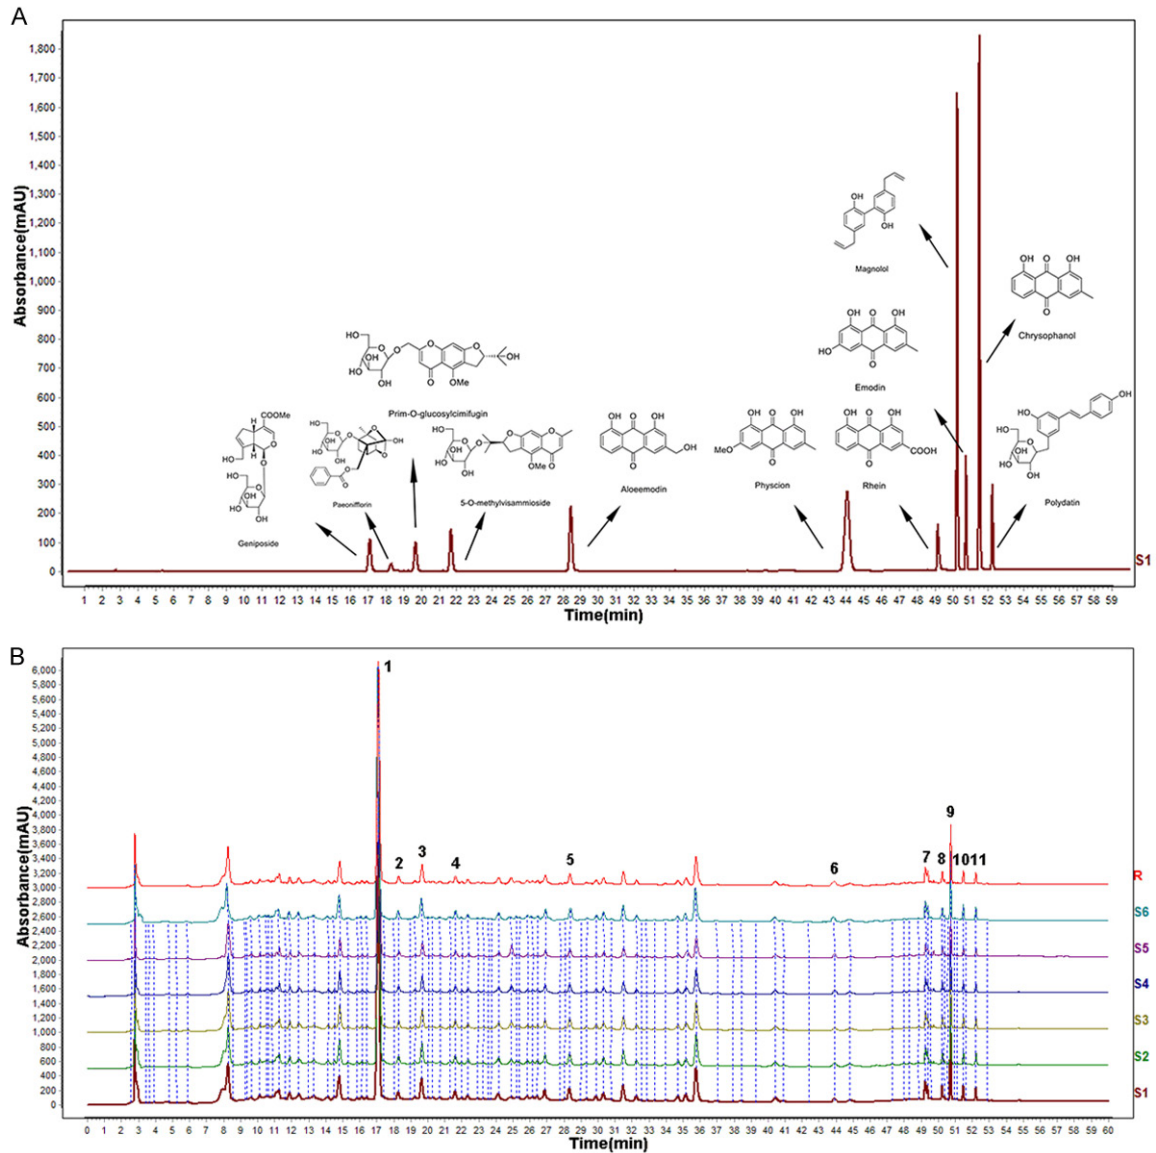 A
Absorbance(mAU)
1,800
1,700
1,600
1,500
1,400
1,300
1,200
1,100
1,000
900
800
700
600
500
400
300
200
100
0
Magnolol
Chrysophanol
Emodin
Prim-O-glucosylcimifugin
Geniposide
Paeoniflorin
5-O-methylvisammioside
Aloeemodin
Physcion
Rhein
Polydatin
S1
1 2 3 4 5 6 7 8 9 10 11 12 13 14 15 16 17 18 19 20 21 22 23 24 25 26 27 28 29 30 31 32 33 34 35 36 37 38 39 40 41 42 43 44 45 46 47 48 49 50 51 52 53 54 55 56 57 58 59
Time(min)
B
Absorbance(mAU)
6,000
5,800
5,600
5,400
5,200
5,000
4,800
4,600
4,400
4,200
4,000
3,800
3,600
3,400
3,200
3,000
2,800
2,600
2,400
2,200
2,000
1,800
1,600
1,400
1,200
1,000
800
600
400
200
0
1
2
3
4
5
6
7
8
9
10
11
R
S6
S5
S4
S3
S2
S1
0 1 2 3 4 5 6 7 8 9 10 11 12 13 14 15 16 17 18 19 20 21 22 23 24 25 26 27 28 29 30 31 32 33 34 35 36 37 38 39 40 41 42 43 44 45 46 47 48 49 50 51 52 53 54 55 56 57 58 59 60
Time(min)